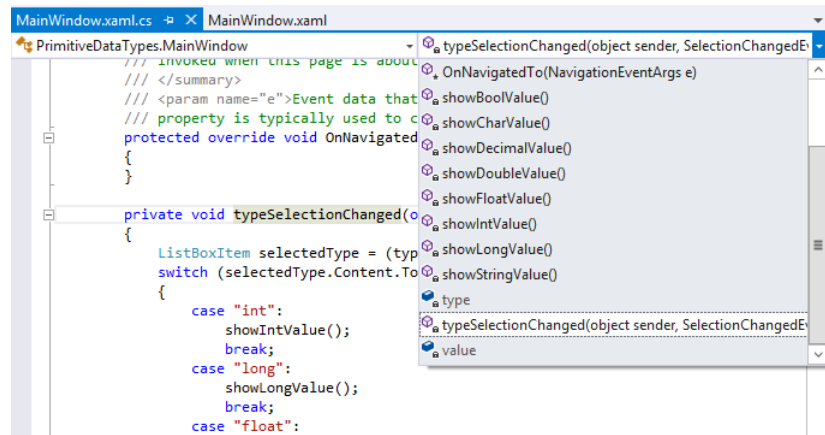 MainWindow.xaml.cs MainWindow.xaml
PrimitiveDataTypes.MainWindow typeSelectionChanged(object sender, SelectionChangedE
/// invoked when this page is about
/// </summary>
/// <param name="e">Event data that
/// property is typically used to c
protected override void OnNavigated
{
}
private void typeSelectionChanged(o
{
ListBoxItem selectedType = (typ
switch (selectedType.Content.To
{
case "int":
showIntValue();
break;
case "long":
showLongValue();
break;
case "float":
OnNavigatedTo(NavigationEventArgs e)
showBoolValue()
showCharValue()
showDecimalValue()
showDoubleValue()
showFloatValue()
showIntValue()
showLongValue()
showStringValue()
type
typeSelectionChanged(object sender, SelectionChangedE
value